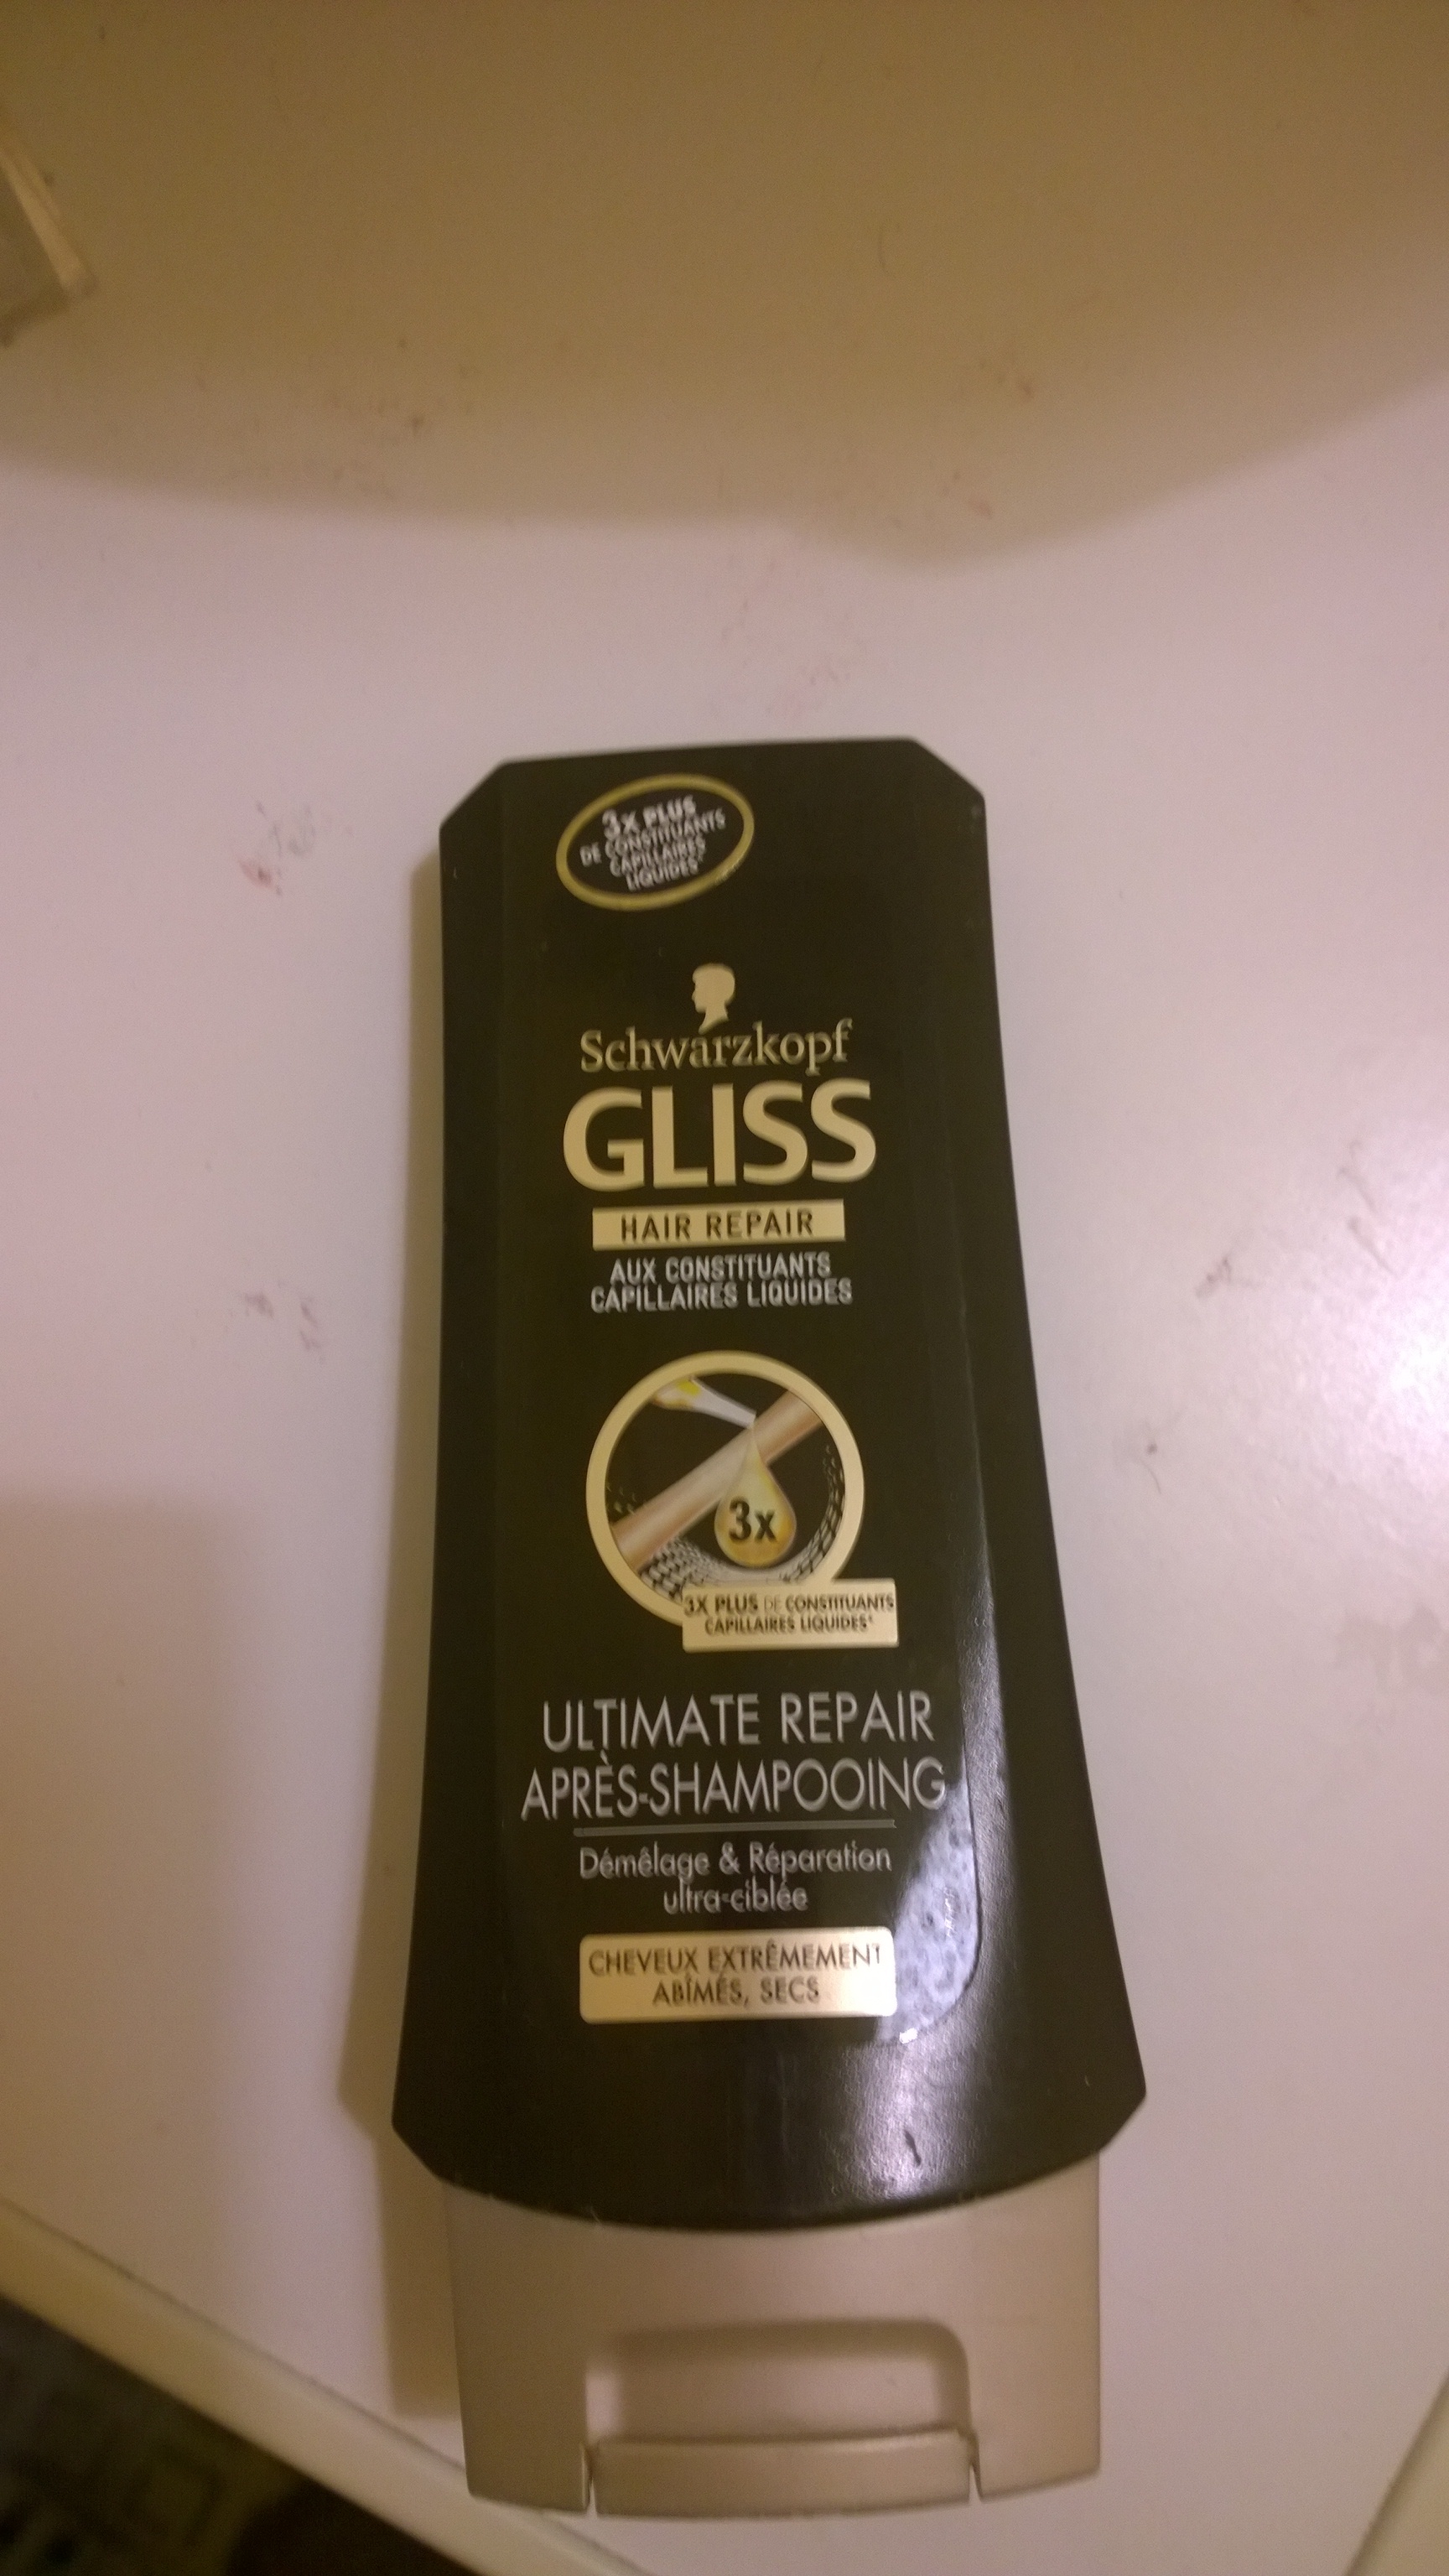 3x PLUS
DE CONSTITUANTS
CAPILLAIRES
LIQUIDES*
Schwarzkopf
GLISS
HAIR REPAIR
AUX CONSTITUANTS
CAPILLAIRES LIQUIDES
3x
3X PLUS DE CONSTITUANTS
CAPILLAIRES LIQUIDES*
ULTIMATE REPAIR
APRÈS-SHAMPOOING
Démêlage & Réparation
ultra-ciblée
CHEVEUX EXTRÊMEMENT
ABÎMÉS, SECS